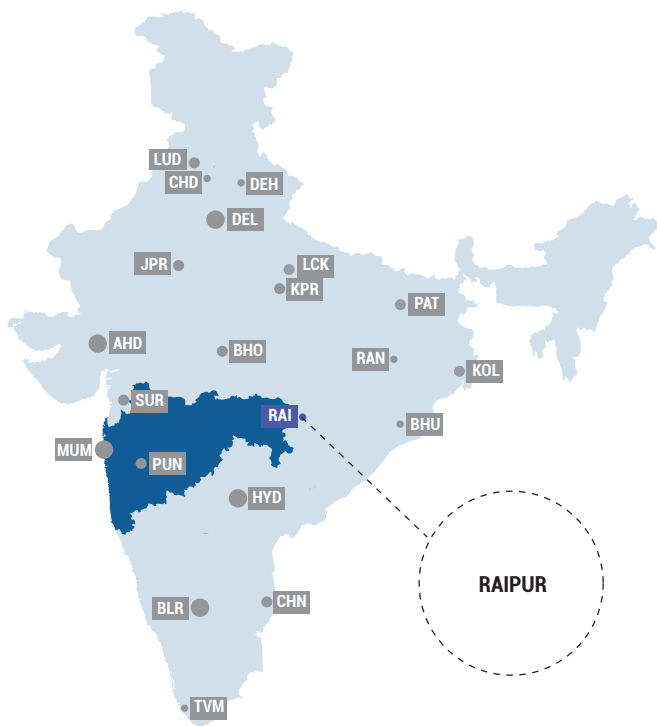 LUD
CHD
DEH
DEL
JPR
LCK
KPR
PAT
AHD
BHO
RAN
KOL
SUR
RAI
BHU
MUM
PUN
HYD
RAIPUR
BLR
CHN
TVM